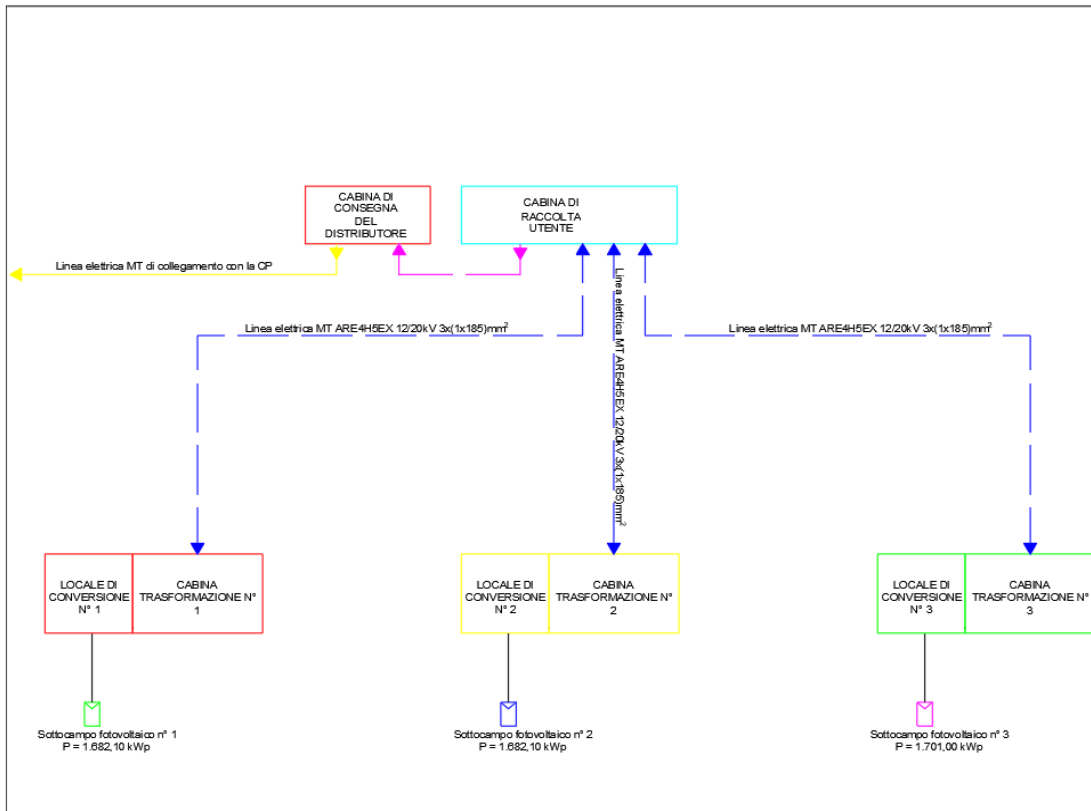 CABINA DI
CONSEGNA
DEL
DISTRIBUTORE
CABINA DI
RACCOLTA
UTENTE
Linea elettrica MT di collegamento con la CP
Linea elettrica MT ARE4H5EX 12/20kV 3x(1x185)mm²
Linea elettrica MT ARE4H5EX 12/20kV 3x(1x185)mm²
Linea elettrica MT ARE4H5EX 12/20kV 3x(1x185)mm²
LOCALE DI
CONVERSIONE
N° 1
CABINA
TRASFORMAZIONE N°
1
LOCALE DI
CONVERSIONE
N° 2
CABINA
TRASFORMAZIONE N°
2
LOCALE DI
CONVERSIONE
N° 3
CABINA
TRASFORMAZIONE N°
3
Sottocampo fotovoltaico n° 1
P = 1.682,10 kWp
Sottocampo fotovoltaico n° 2
P = 1.682,10 kWp
Sottocampo fotovoltaico n° 3
P = 1.701,00 kWp